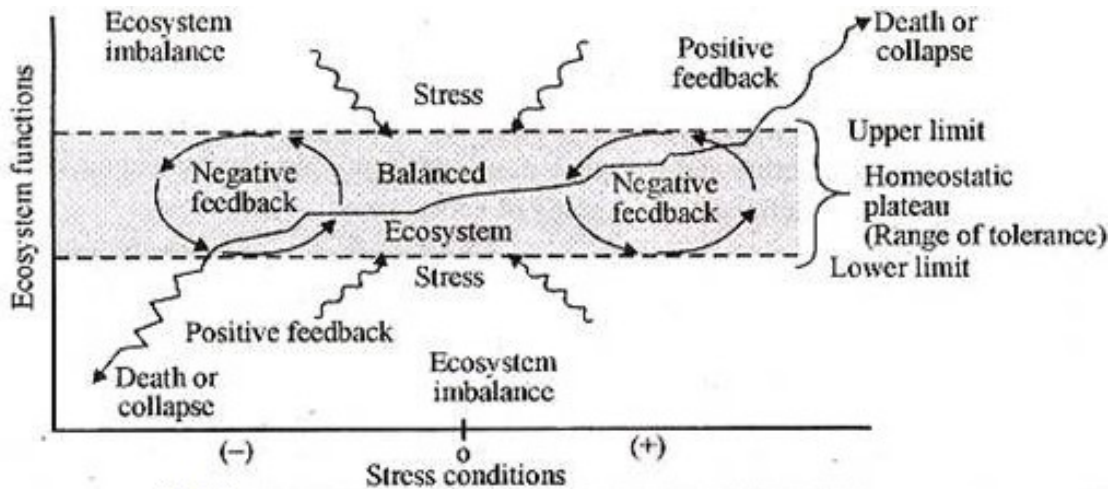 Ecosystem
imbalance
Stress
Positive
feedback
Death or
collapse
Ecosystem functions
Negative
feedback
Balanced
Ecosystem
Negative
feedback
Upper limit
Homeostatic
plateau
(Range of tolerance)
Lower limit
Stress
Positive feedback
Death or
collapse
Ecosystem
imbalance
(–)
0
(+)
Stress conditions